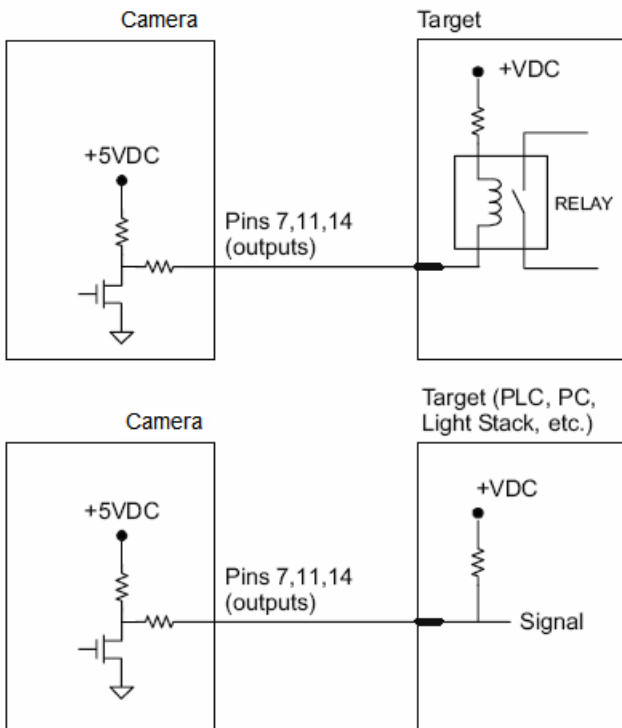 Camera
Target
+VDC
+5VDC
RELAY
Pins 7,11,14
(outputs)
Camera
Target (PLC, PC,
Light Stack, etc.)
+VDC
+5VDC
Pins 7,11,14
(outputs)
Signal